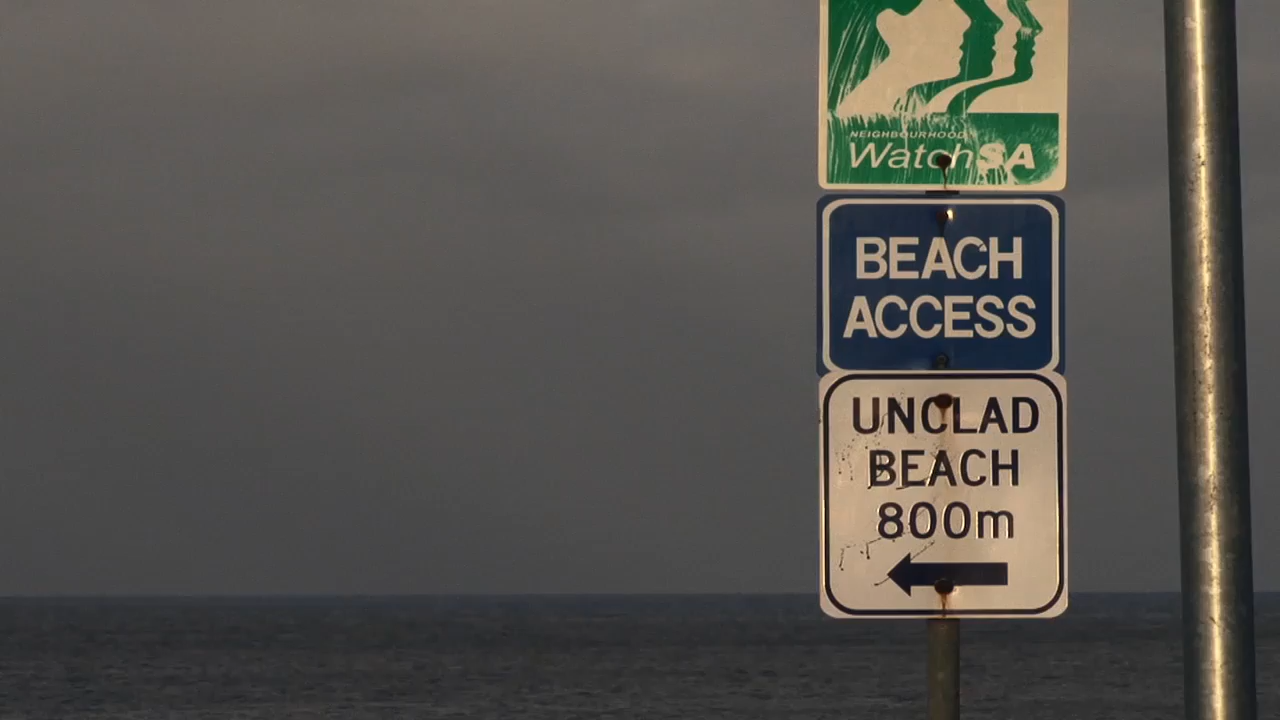 NEIGHBOURHOOD
WatchSA
BEACH
ACCESS
UNCLAD
BEACH
800m